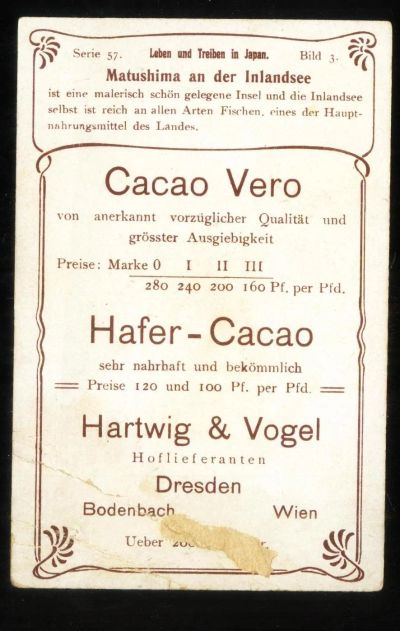 Serie 57. Leben und Treiben in Japan. Bild 3.
Matushima an der Inlandsee
ist eine malerisch schön gelegene Insel und die Inlandsee
selbst ist reich an allen Arten Fischen, eines der Haupt-
nahrungsmittel des Landes.
Cacao Vero
von anerkannt vorzüglicher Qualität und
grösster Ausgiebigkeit
Preise: Marke 0 I II III
280 240 200 160 Pf. per Pfd.
Hafer-Cacao
sehr nahrhaft und bekömmlich
Preise 120 und 100 Pf. per Pfd.
Hartwig & Vogel
Hoflieferanten
Dresden
Bodenbach Wien
Ueber